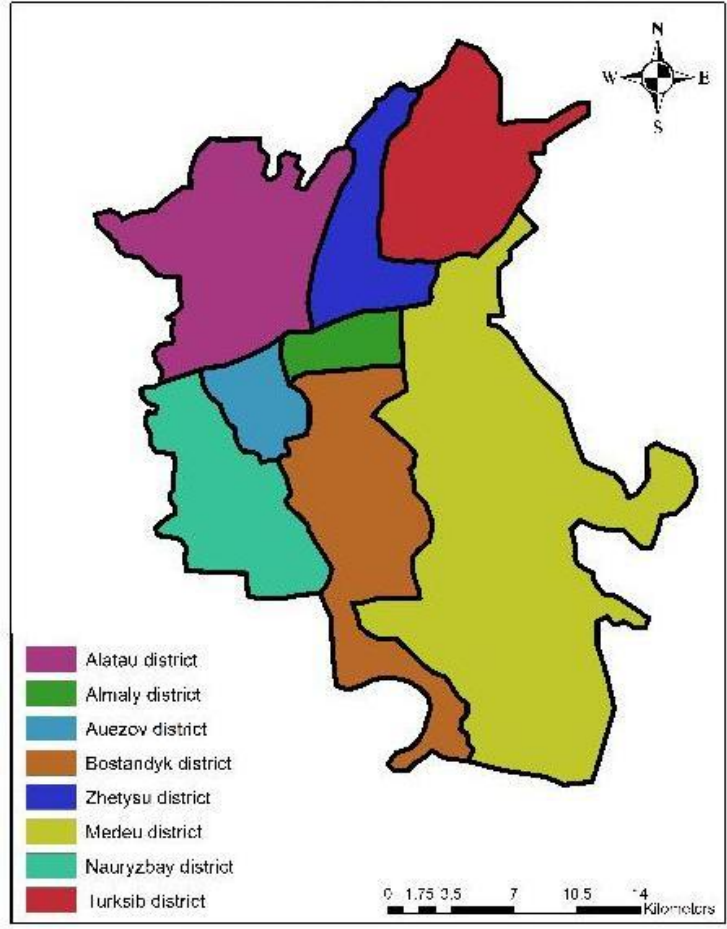 N
W E
S
Alatau district
Almaly district
Auezov district
Bostandyk district
Zhetysu district
Medeu district
Nauryzbay district
Turksib district
0 1.75 3.5 7 10.5 14
Kilometers